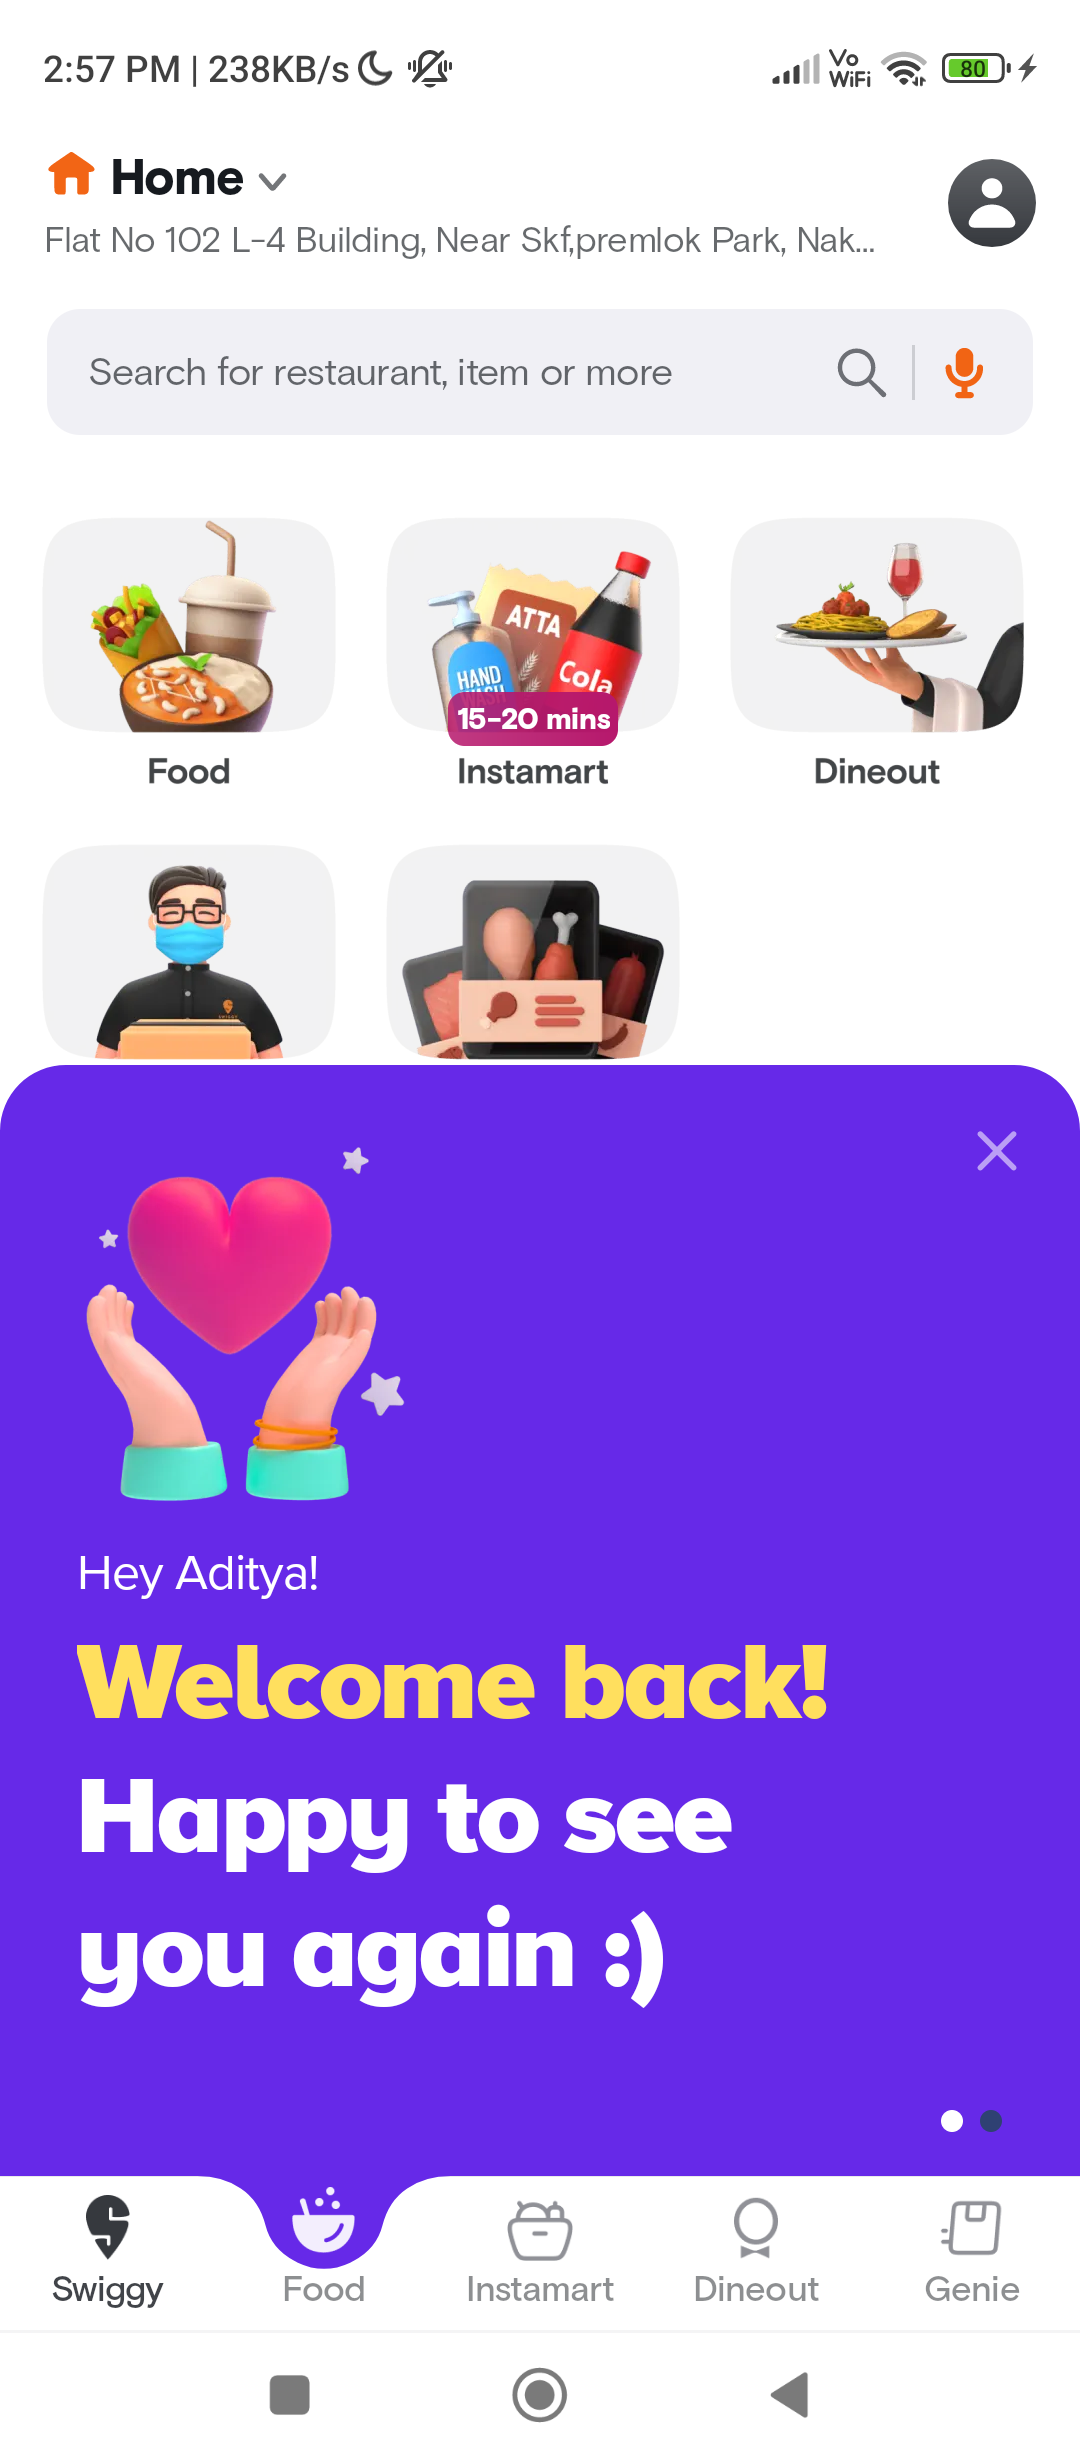 2:57 PM | 238KB/s
Vo
WiFi
80
Home
Flat No 102 L-4 Building, Near Skf,premlok Park, Nak...
Search for restaurant, item or more
ATTA
HAND
Cola
15-20 mins
Food
Instamart
Dineout
Hey Aditya!
Welcome back!
Happy to see
you again :)
Swiggy
Food
Instamart
Dineout
Genie